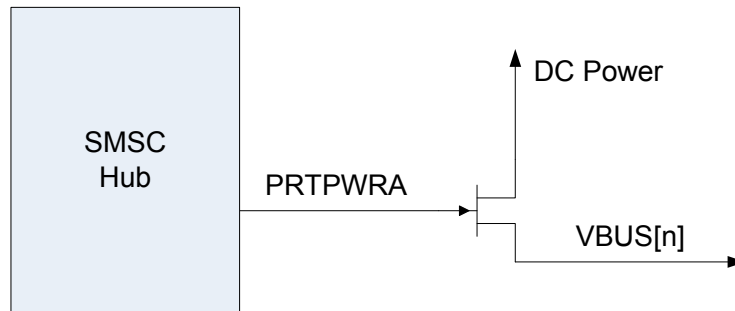 SMSC
Hub
PRTPWRA
DC Power
VBUS[n]